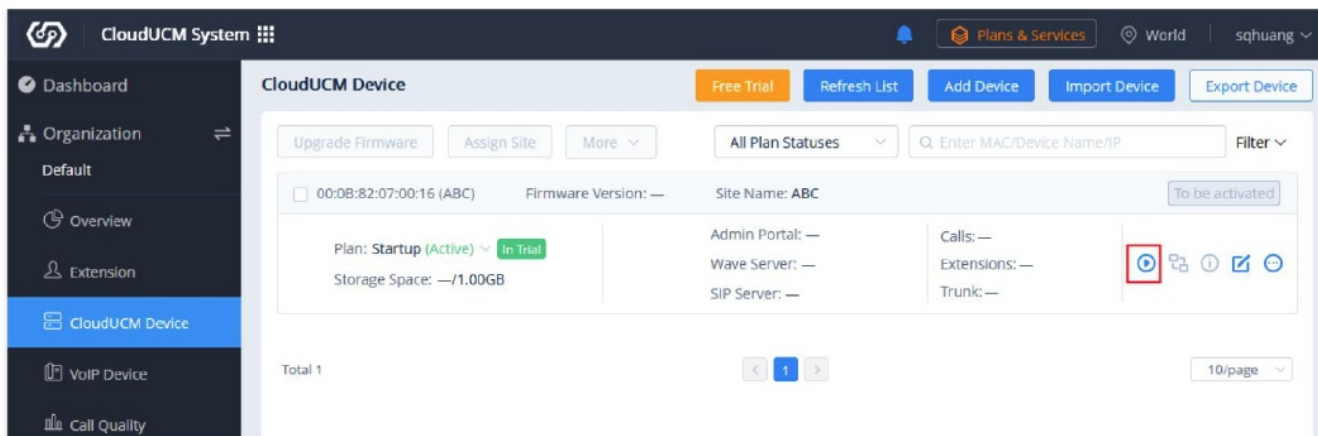 CloudUCM System
Plans & Services
World
sqhuang
Dashboard
Organization
Default
Overview
Extension
CloudUCM Device
VoIP Device
Call Quality
CloudUCM Device
Free Trial
Refresh List
Add Device
Import Device
Export Device
Upgrade Firmware
Assign Site
More
All Plan Statuses
Enter MAC/Device Name/IP
Filter
00:0B:82:07:00:16 (ABC)
Firmware Version: —
Site Name: ABC
To be activated
Plan: Startup (Active)
In Trial
Storage Space: —/1.00GB
Admin Portal: —
Wave Server: —
SIP Server: —
Calls: —
Extensions: —
Trunk: —
Total 1
1
10/page